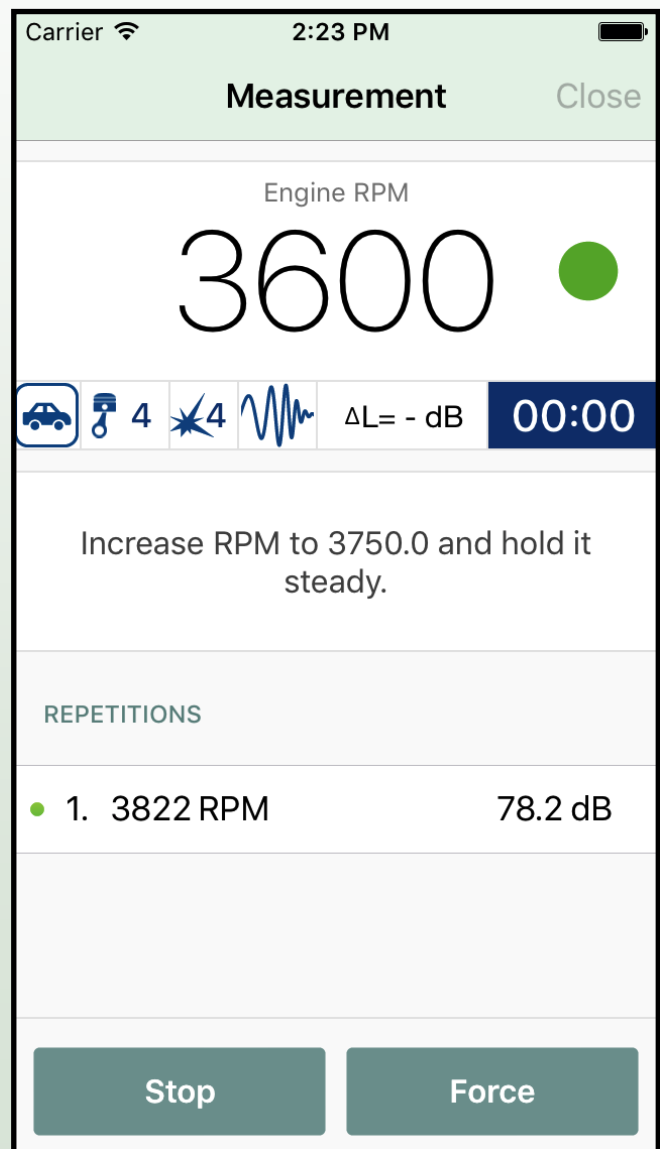 Carrier 2:23 PM
Measurement Close
Engine RPM
3600
4 4 ΔL= - dB 00:00
Increase RPM to 3750.0 and hold it
steady.
REPETITIONS
1. 3822 RPM 78.2 dB
Stop Force